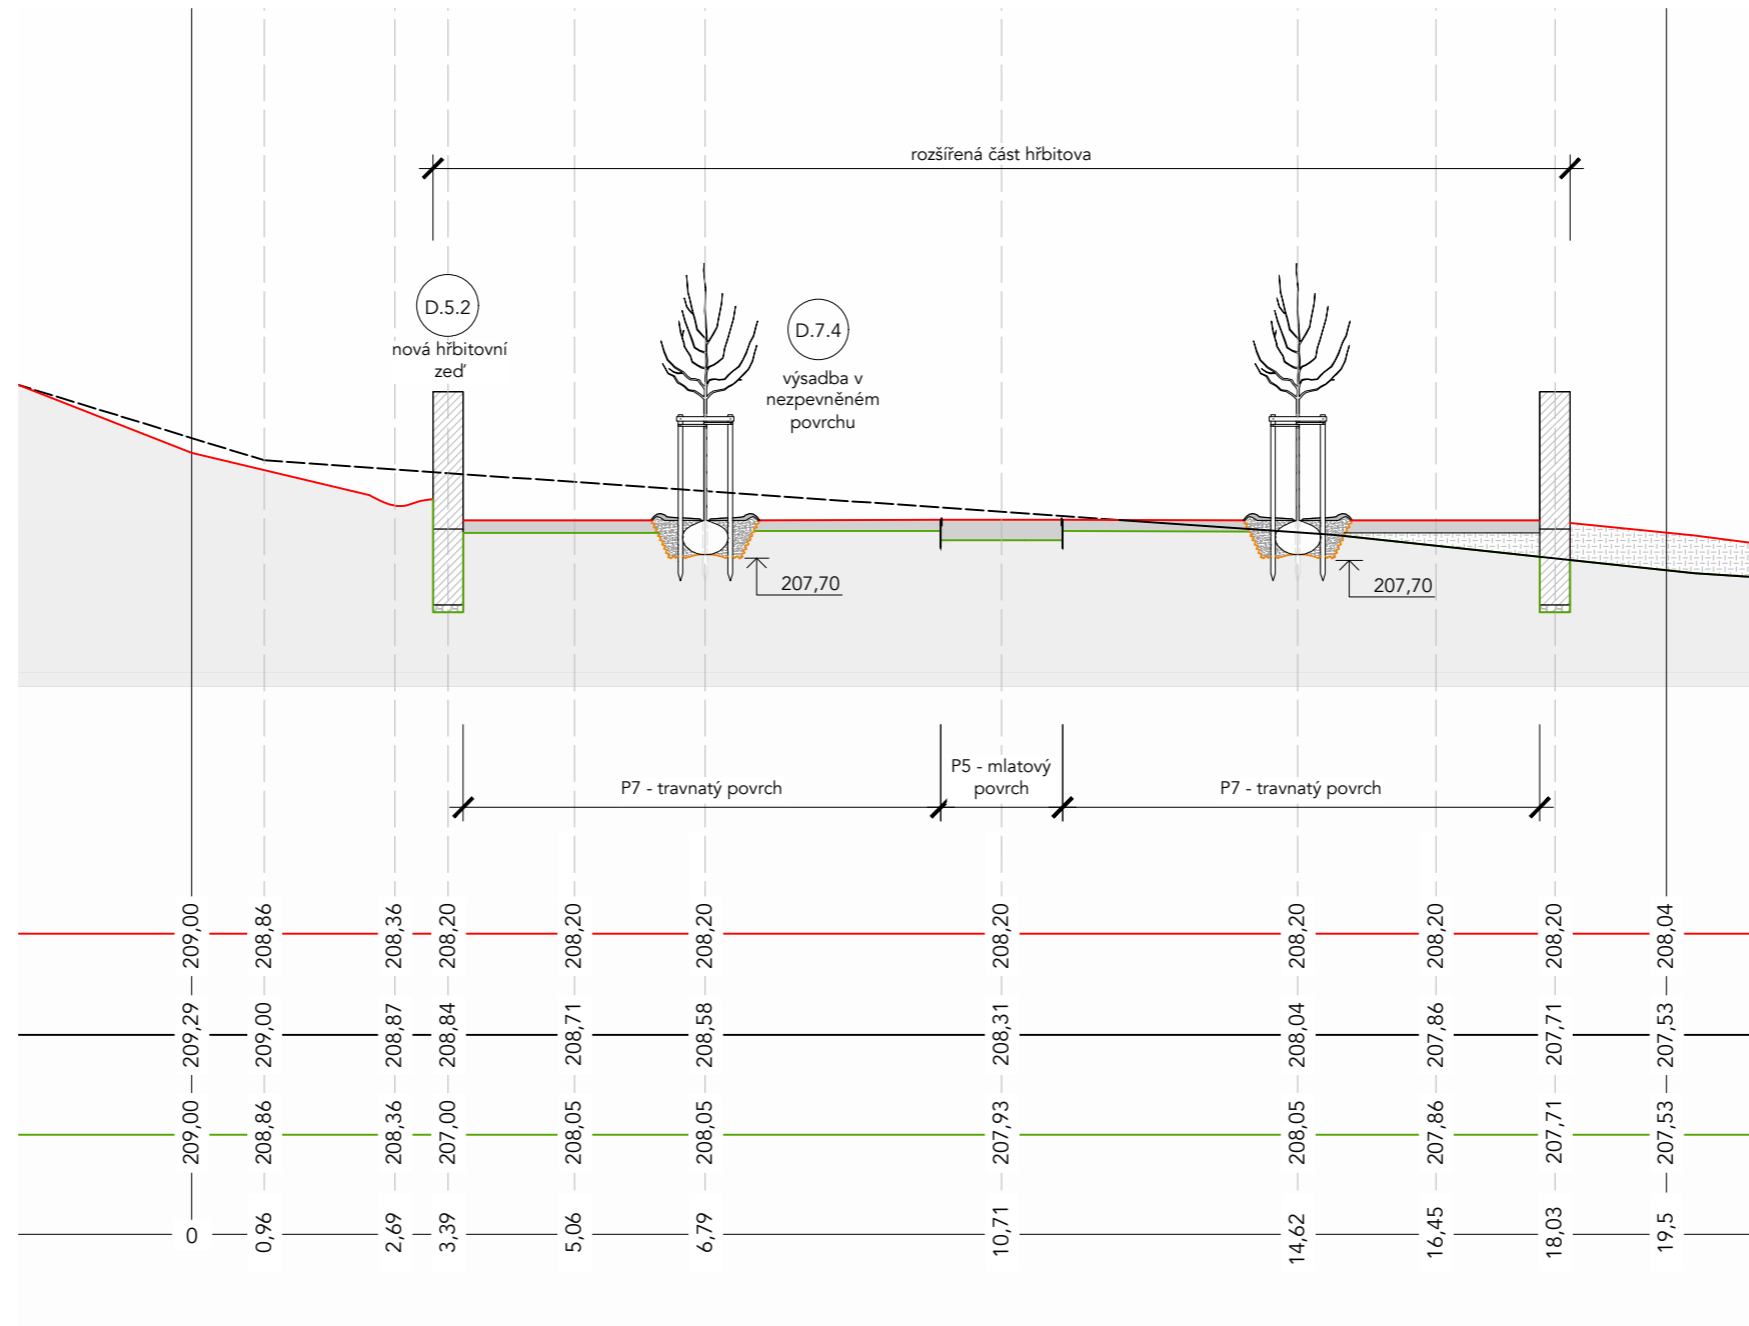 rozšířená část hřbitova
D.5.2
nová hřbitovní
zeď
D.7.4
výsadba v
nezpevněném
povrchu
207,70
207,70
P7 - travnatý povrch
P5 - mlatový
povrch
P7 - travnatý povrch
209,00 208,86 208,36 208,20 208,20 208,20 208,20 208,20 208,20 208,20 208,04
209,29 209,00 208,87 208,84 208,71 208,58 208,31 208,04 207,86 207,71 207,53
209,00 208,86 208,36 207,00 208,05 208,05 207,93 208,05 207,86 207,71 207,53
0 0,96 2,69 3,39 5,06 6,79 10,71 14,62 16,45 18,03 19,5